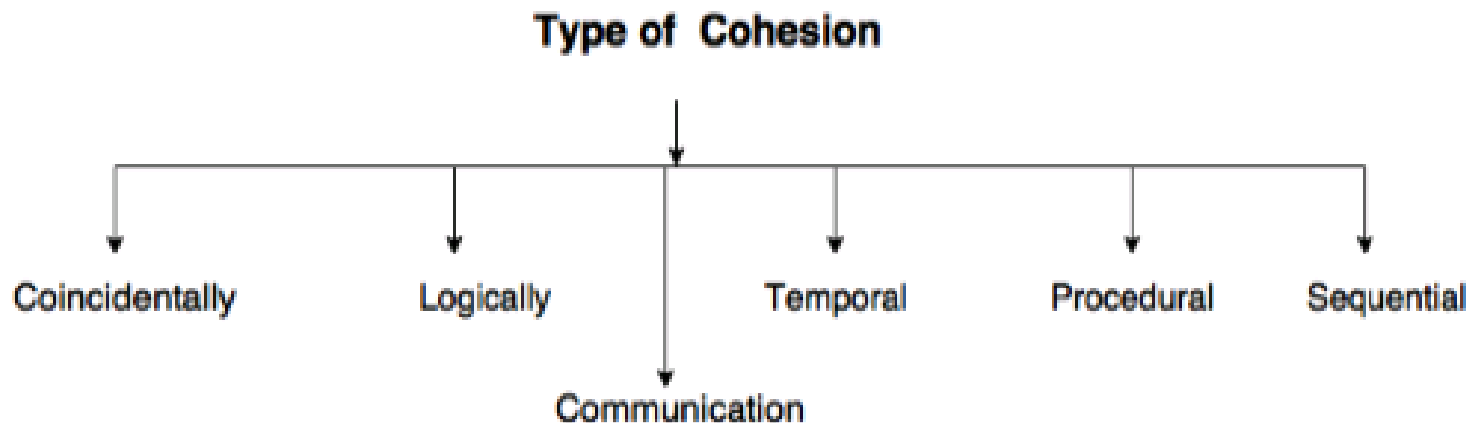 Type of Cohesion
Coincidentally
Logically
Temporal
Procedural
Sequential
Communication